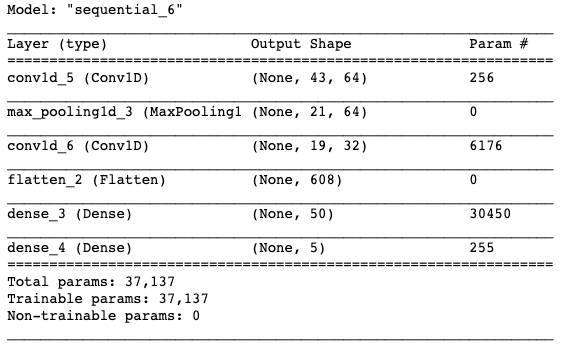 Model: "sequential_6"
Layer (type) Output Shape Param #
conv1d_5 (Conv1D) (None, 43, 64) 256
max_pooling1d_3 (MaxPooling1 (None, 21, 64) 0
conv1d_6 (Conv1D) (None, 19, 32) 6176
flatten_2 (Flatten) (None, 608) 0
dense_3 (Dense) (None, 50) 30450
dense_4 (Dense) (None, 5) 255
Total params: 37,137
Trainable params: 37,137
Non-trainable params: 0